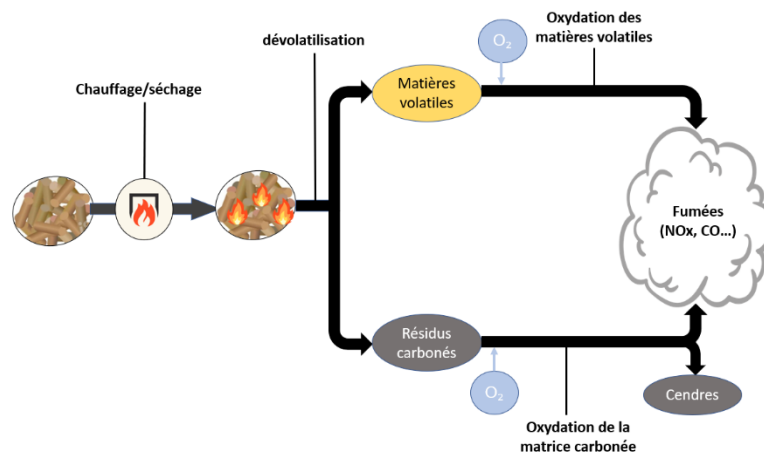 Oxydation des
matières volatiles
O₂
dévolatilisation
Chauffage/séchage
Matières
volatiles
Fumées
(NOx, CO...)
Résidus
carbonés
O₂
Cendres
Oxydation de la
matrice carbonée